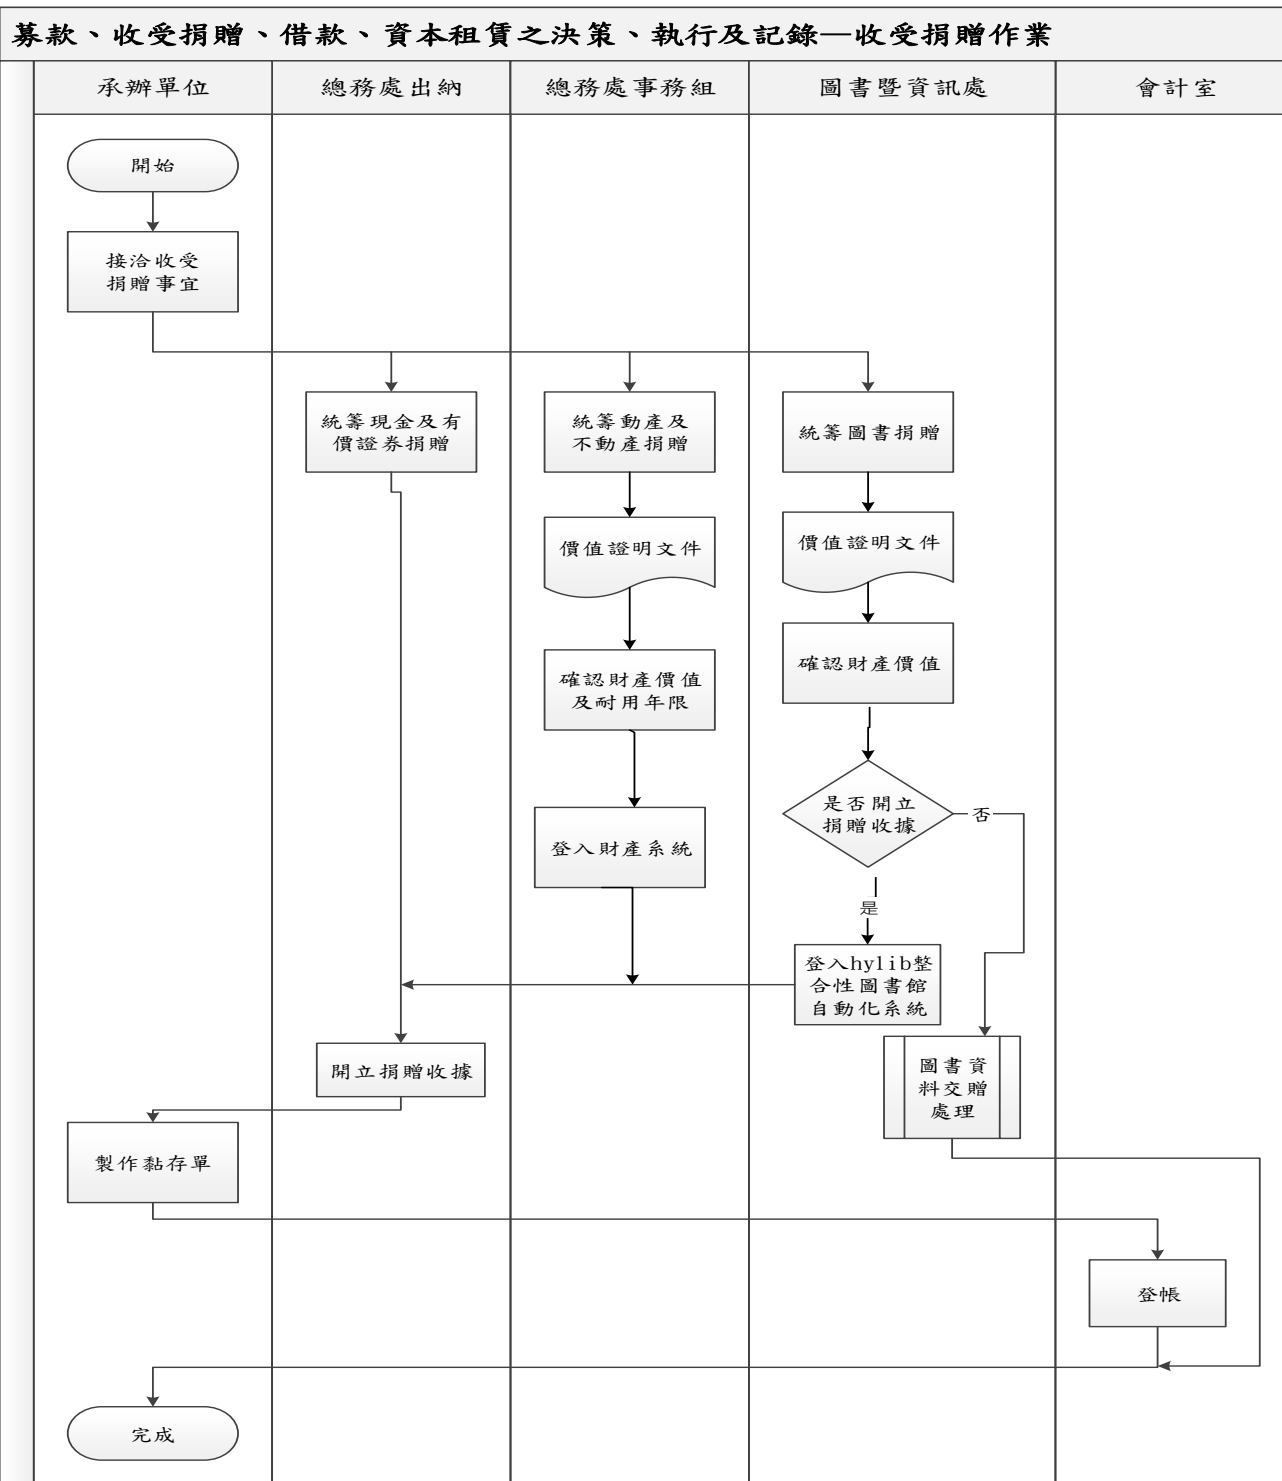 募款、收受捐贈、借款、資本租賃之決策、執行及記錄—收受捐贈作業
承辦單位
總務處出納
總務處事務組
圖書暨資訊處
會計室
開始
接洽收受
捐贈事宜
統籌現金及有
價證券捐贈
統籌動產及
不動產捐贈
統籌圖書捐贈
價值證明文件
價值證明文件
確認財產價值
及耐用年限
確認財產價值
是否開立
捐贈收據
否
登入財產系統
是
登入hylib整
合性圖書館
自動化系統
開立捐贈收據
圖書資
料交贈
處理
製作黏存單
登帳
完成